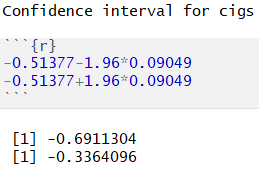 Confidence interval for cigs
```{r}
-0.51377-1.96*0.09049
-0.51377+1.96*0.09049
```
[1] -0.6911304
[1] -0.3364096